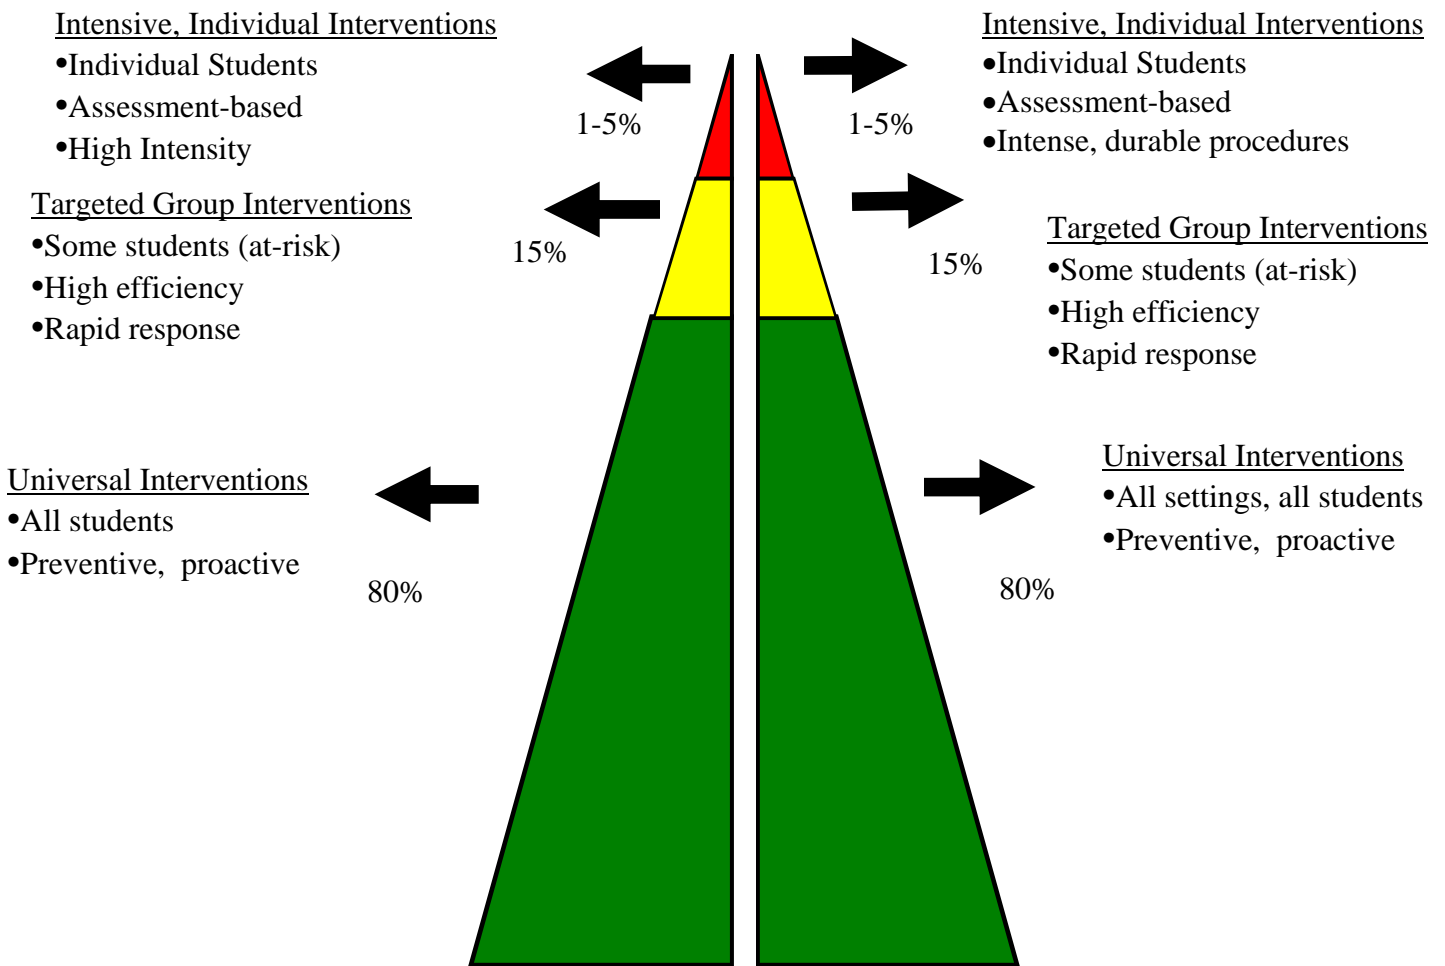 Intensive, Individual Interventions
•Individual Students
•Assessment-based
•High Intensity
1-5%
Targeted Group Interventions
•Some students (at-risk)
•High efficiency
•Rapid response
15%
Universal Interventions
•All students
•Preventive,  proactive
80%
Intensive, Individual Interventions
•Individual Students
•Assessment-based
•Intense, durable procedures
1-5%
Targeted Group Interventions
•Some students (at-risk)
•High efficiency
•Rapid response
15%
Universal Interventions
•All settings, all students
•Preventive,  proactive
80%